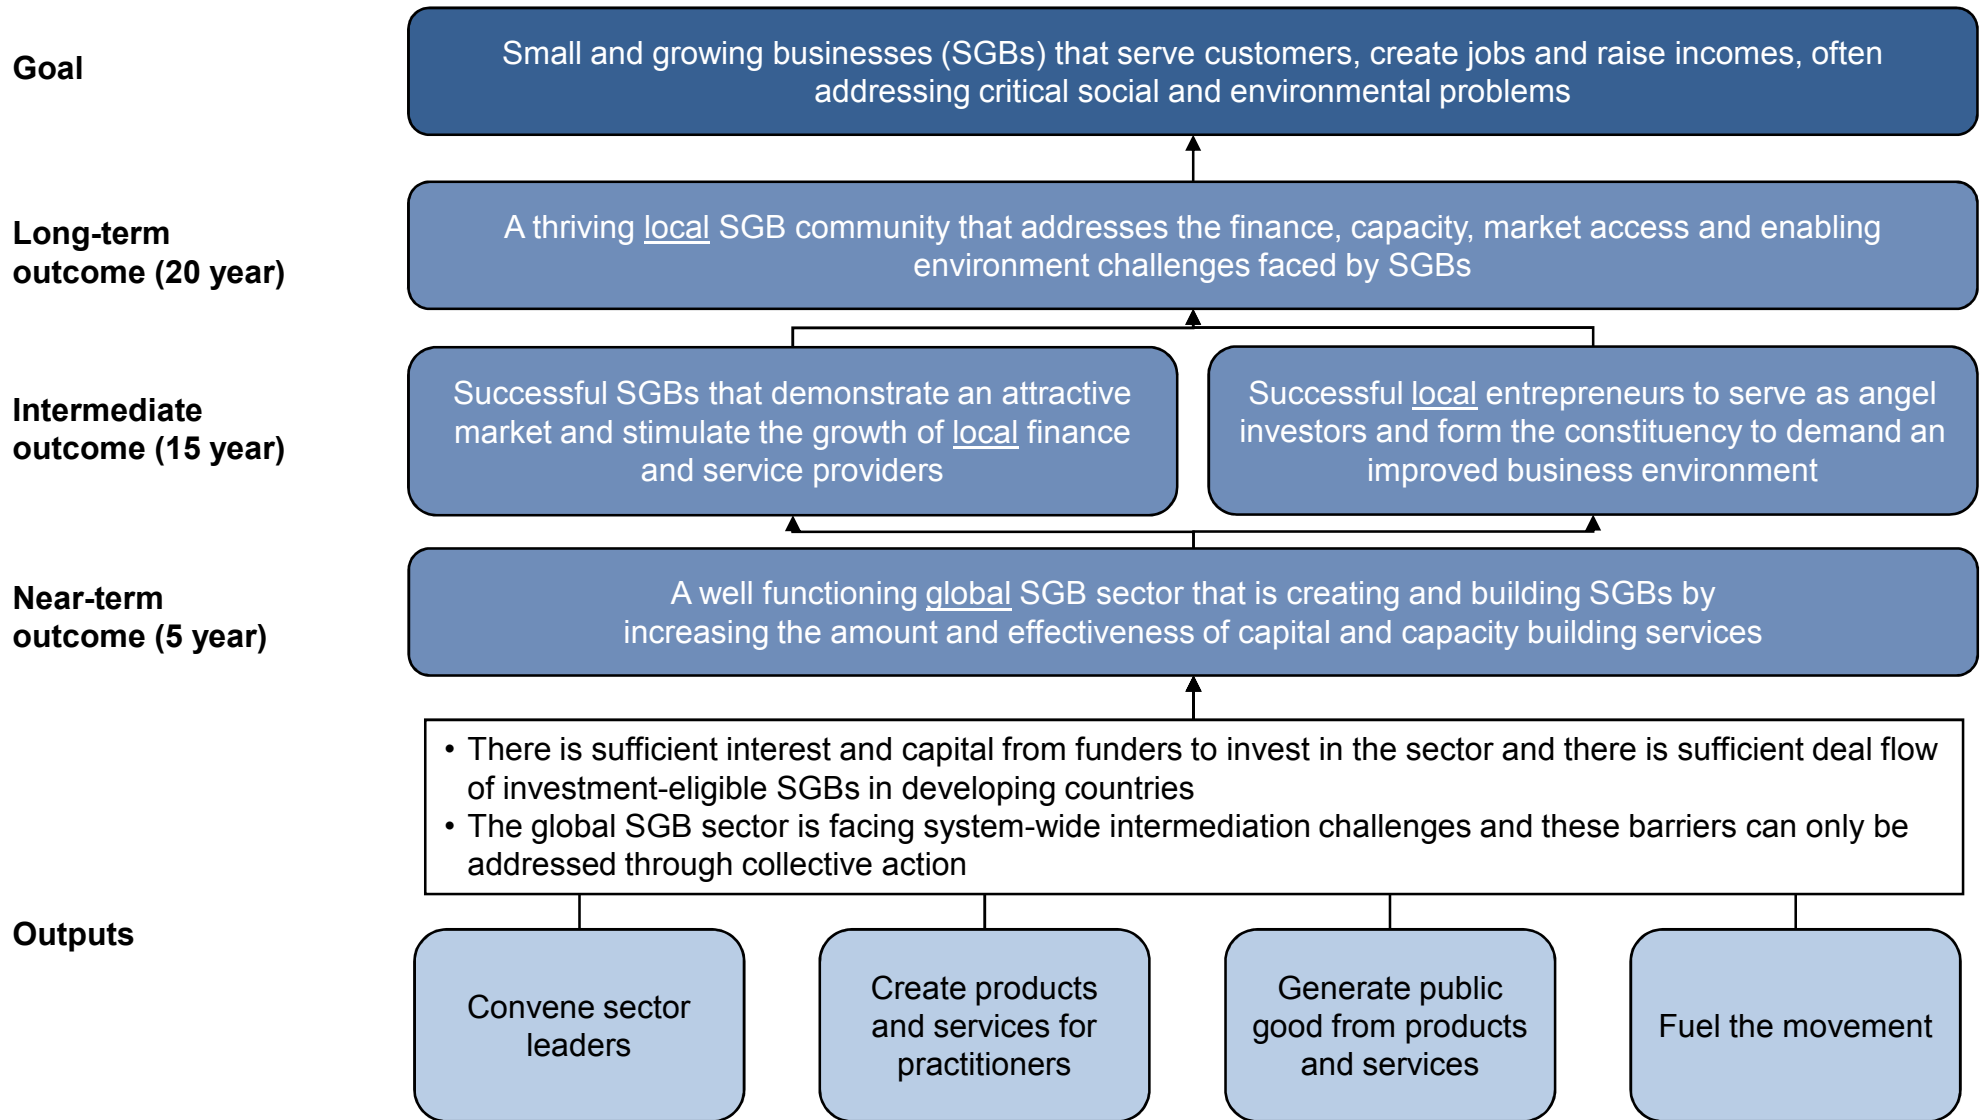 Goal
Small and growing businesses (SGBs) that serve customers, create jobs and raise incomes, often
addressing critical social and environmental problems
Long-term
outcome (20 year)
A thriving local SGB community that addresses the finance, capacity, market access and enabling
environment challenges faced by SGBs
Intermediate
outcome (15 year)
Successful SGBs that demonstrate an attractive
market and stimulate the growth of local finance
and service providers
Successful local entrepreneurs to serve as angel
investors and form the constituency to demand an
improved business environment
Near-term
outcome (5 year)
A well functioning global SGB sector that is creating and building SGBs by
increasing the amount and effectiveness of capital and capacity building services
• There is sufficient interest and capital from funders to invest in the sector and there is sufficient deal flow
of investment-eligible SGBs in developing countries
• The global SGB sector is facing system-wide intermediation challenges and these barriers can only be
addressed through collective action
Outputs
Convene sector
leaders
Create products
and services for
practitioners
Generate public
good from products
and services
Fuel the movement